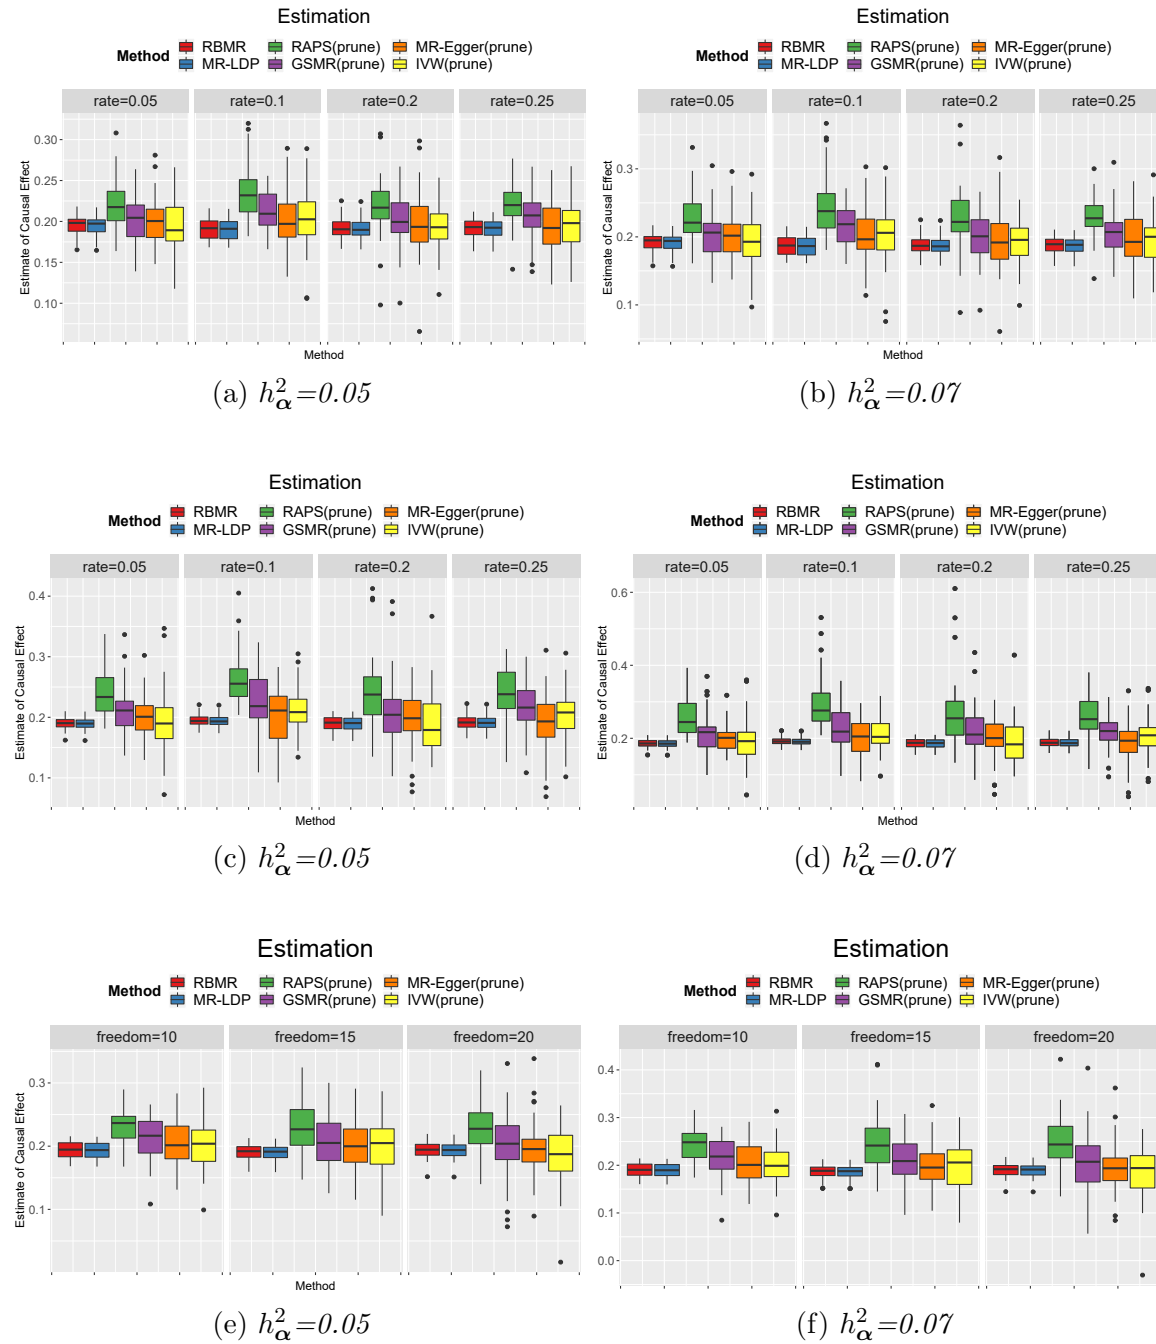 Estimation
Method RBMR RAPS(prune) MR-Egger(prune)
MR-LDP GSMR(prune) IVW(prune)
rate=0.05 rate=0.1 rate=0.2 rate=0.25
Estimate of Causal Effect
0.30
0.25
0.20
0.15
0.10
Method
(a) h²α=0.05
Estimation
Method RBMR RAPS(prune) MR-Egger(prune)
MR-LDP GSMR(prune) IVW(prune)
rate=0.05 rate=0.1 rate=0.2 rate=0.25
Estimate of Causal Effect
0.3
0.2
0.1
Method
(b) h²α=0.07
Estimation
Method RBMR RAPS(prune) MR-Egger(prune)
MR-LDP GSMR(prune) IVW(prune)
rate=0.05 rate=0.1 rate=0.2 rate=0.25
Estimate of Causal Effect
0.4
0.3
0.2
0.1
Method
(c) h²α=0.05
Estimation
Method RBMR RAPS(prune) MR-Egger(prune)
MR-LDP GSMR(prune) IVW(prune)
rate=0.05 rate=0.1 rate=0.2 rate=0.25
Estimate of Causal Effect
0.6
0.4
0.2
Method
(d) h²α=0.07
Estimation
Method RBMR RAPS(prune) MR-Egger(prune)
MR-LDP GSMR(prune) IVW(prune)
freedom=10 freedom=15 freedom=20
Estimate of Causal Effect
0.3
0.2
0.1
Method
(e) h²α=0.05
Estimation
Method RBMR RAPS(prune) MR-Egger(prune)
MR-LDP GSMR(prune) IVW(prune)
freedom=10 freedom=15 freedom=20
0.4
0.3
0.2
0.1
0.0
(f) h²α=0.07